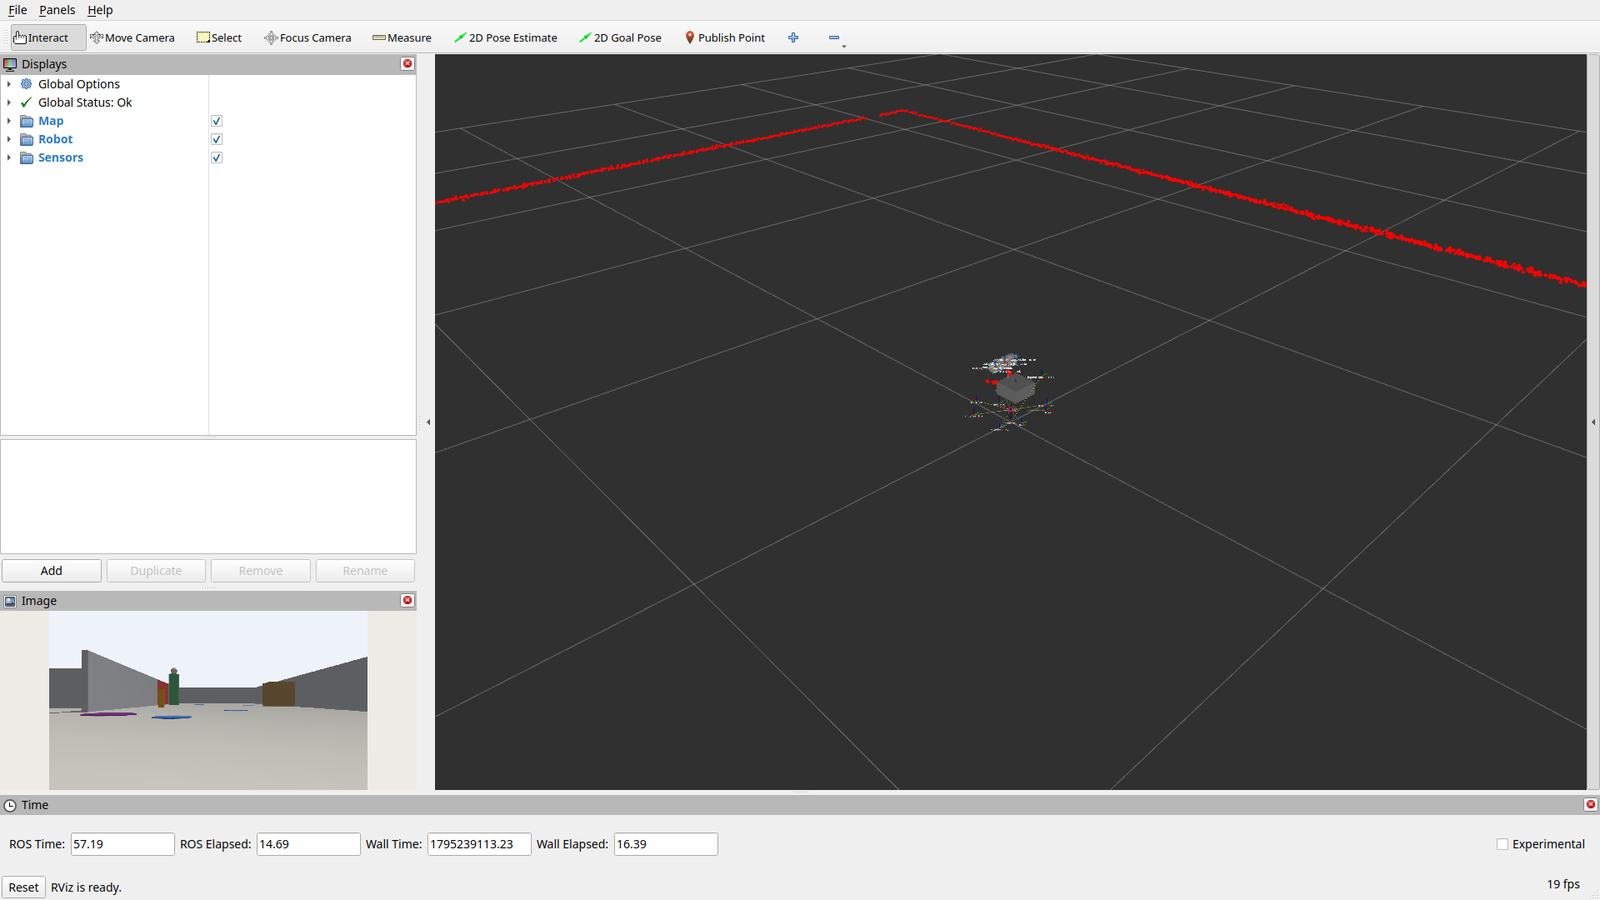 File Panels Help
Interact Move Camera Select Focus Camera Measure 2D Pose Estimate 2D Goal Pose Publish Point
Displays
Global Options
Global Status: Ok
Map
Robot
Sensors
Add Duplicate Remove Rename
Image
Time
ROS Time: 57.19 ROS Elapsed: 14.69 Wall Time: 1795239113.23 Wall Elapsed: 16.39 Experimental
Reset RViz is ready. 19 fps